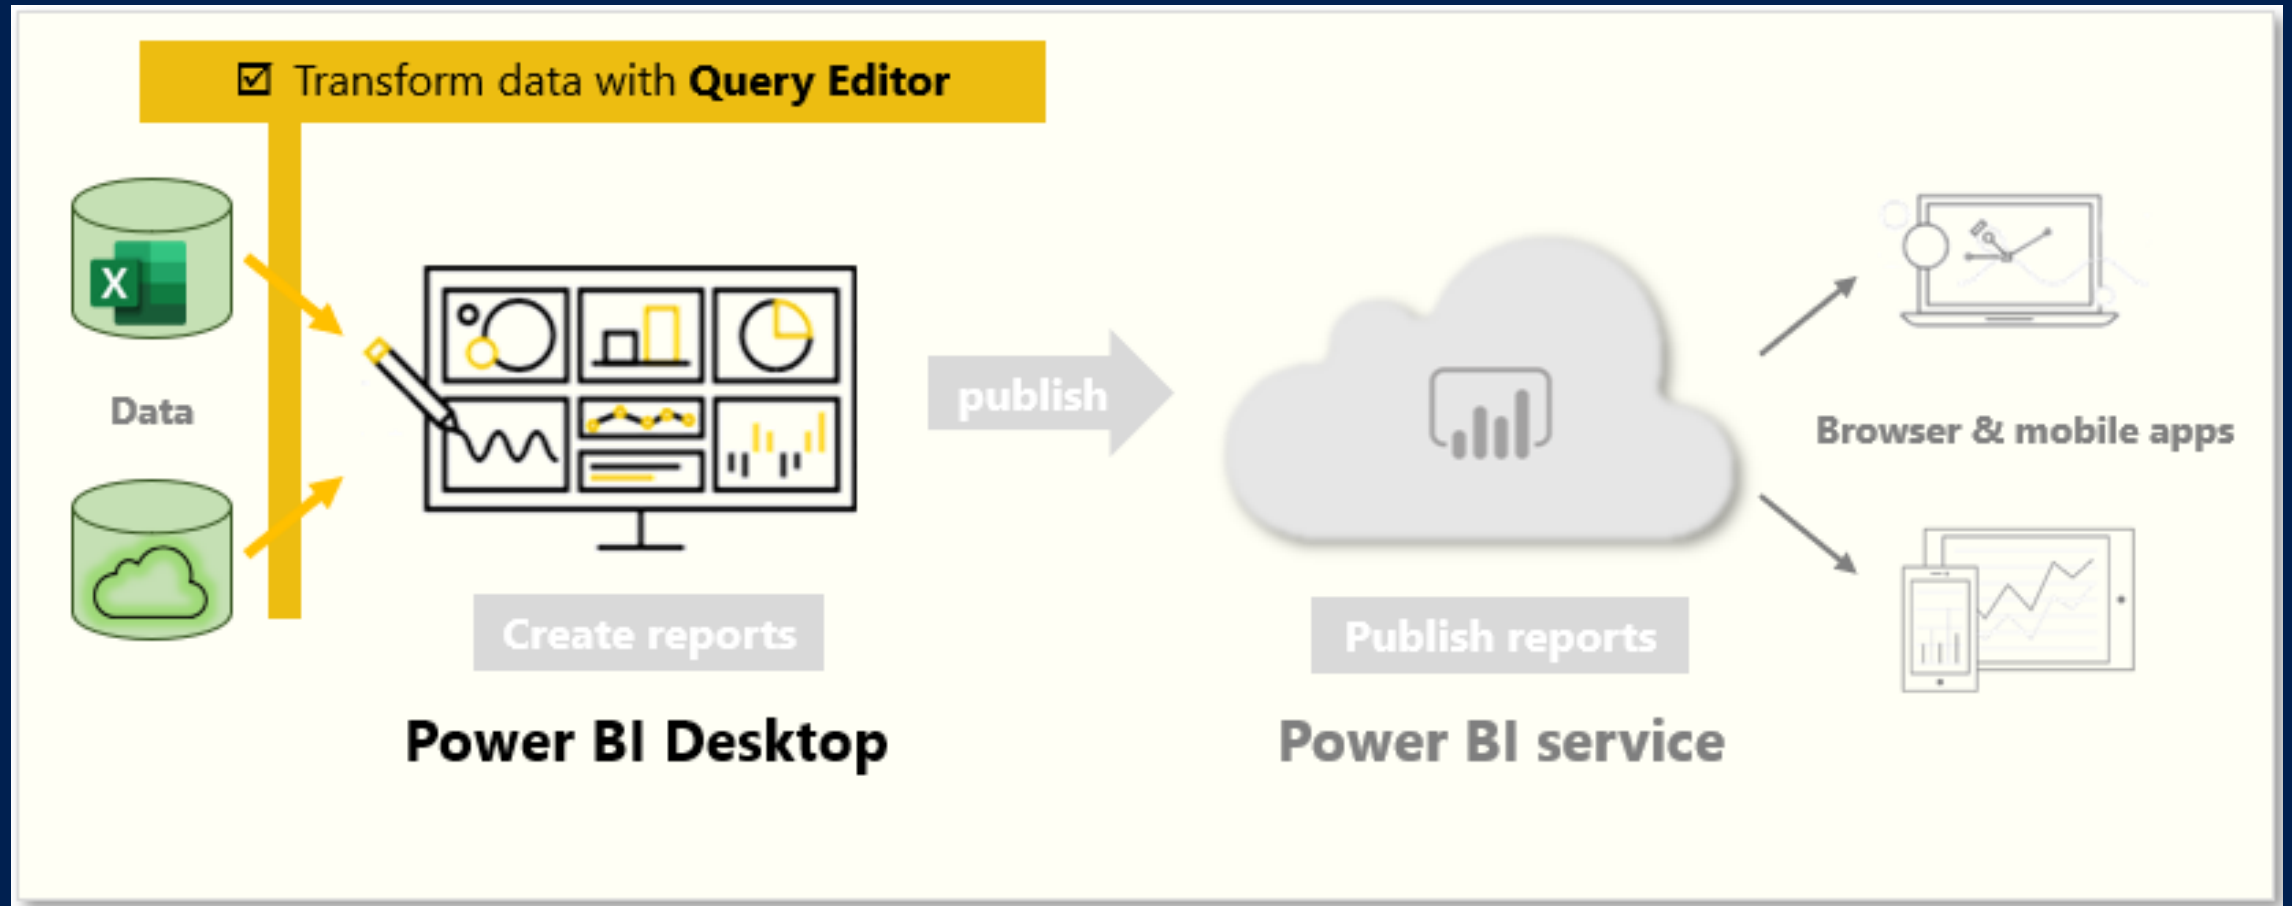 ☑ Transform data with Query Editor
X
Data
publish
Browser & mobile apps
Create reports
Publish reports
Power BI Desktop
Power BI service